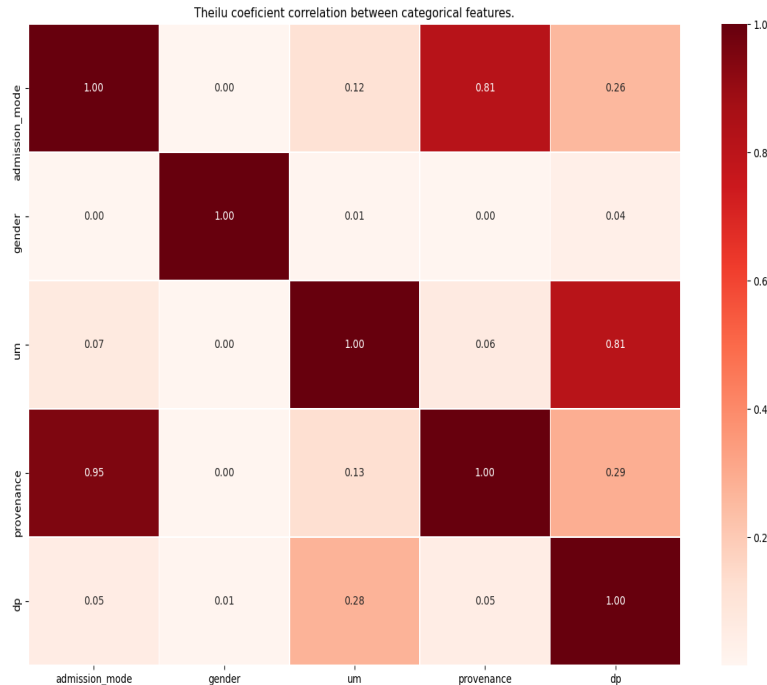 Theilu coeficient correlation between categorical features.
1.0
admission_mode 1.00 0.00 0.12 0.81 0.26
0.8
gender 0.00 1.00 0.01 0.00 0.04
0.6
um 0.07 0.00 1.00 0.06 0.81
0.4
provenance 0.95 0.00 0.13 1.00 0.29
0.2
dp 0.05 0.01 0.28 0.05 1.00
admission_mode gender um provenance dp